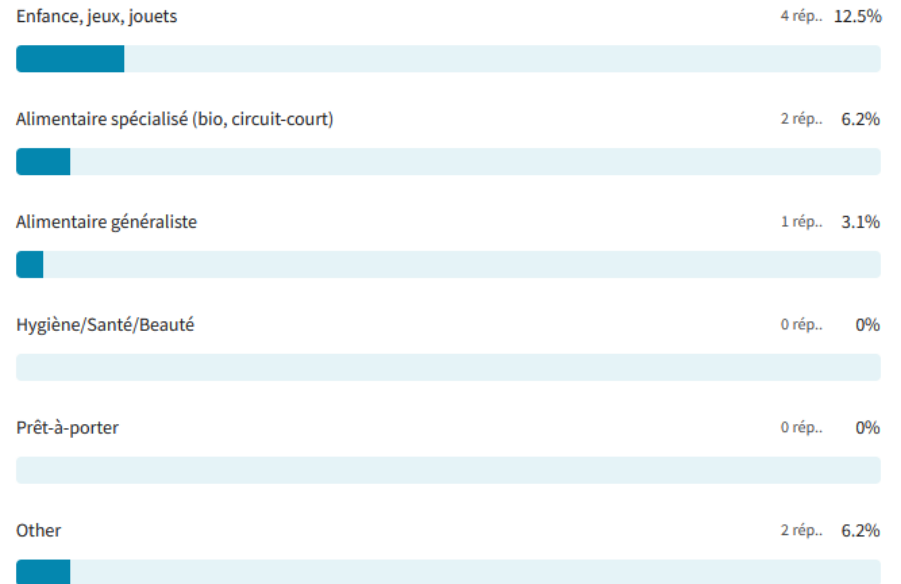 Enfance, jeux, jouets 4 rép.. 12.5%
Alimentaire spécialisé (bio, circuit-court) 2 rép.. 6.2%
Alimentaire généraliste 1 rép.. 3.1%
Hygiène/Santé/Beauté 0 rép.. 0%
Prêt-à-porter 0 rép.. 0%
Other 2 rép.. 6.2%